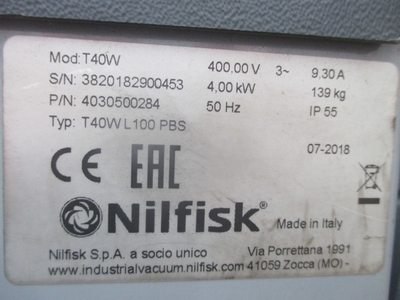 Mod: T40W 400.00 V 3~ 9.30 A
S/N: 3820182900453 4,00 kW 139 kg
P/N: 4030500284 50 Hz IP 55
Typ: T40W L100 PBS
07-2018
CE EAC
Nilfisk®
Made in Italy
Nilfisk S.p.A. a socio unico Via Porrettana 1991
www.industrialvacuum.nilfisk.com 41059 Zocca (MO) -